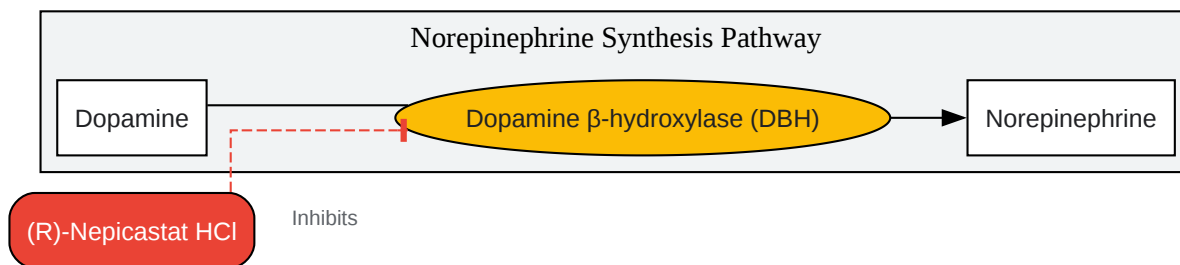 Norepinephrine Synthesis Pathway
Dopamine
Dopamine β-hydroxylase (DBH)
Norepinephrine
(R)-Nepicastat HCl
Inhibits